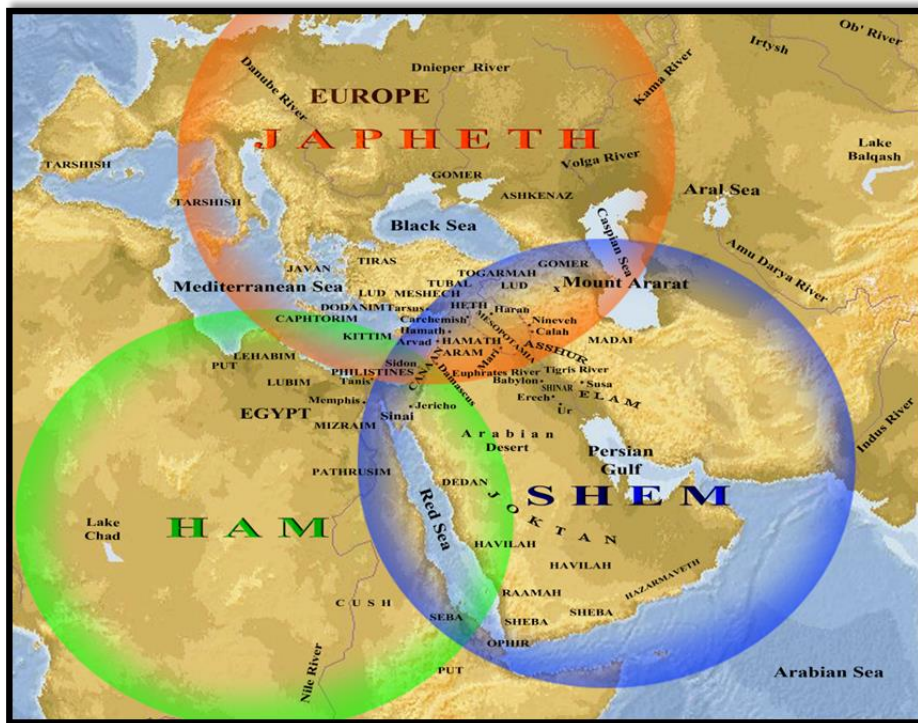 Ob' River
Irtysh
Dnieper River
Kama River
Danube River
EUROPE
JAPHETH
Lake
Balqash
TARSHISH
Volga River
GOMER
ASHKENAZ
Aral Sea
TARSHISH
Black Sea
Caspian Sea
Amu Darya River
JAVAN
TIRAS
TOGARMAH
GOMER
Mediterranean Sea
TUBAL
LUD
x
Mount Ararat
LUD
MESHECH
DODANIM
Tarsus
HETH
Haran
CAPHTORIM
Carchemish
MESOPOTAMIA
Nineveh
KITTIM
Hamath
Calah
Arvad
HAMATH
ASSHUR
MADAI
LEHABIM
ARAM
Mari
PUT
Sidon
CANAAN
Euphrates River
Tigris River
LUBIM
PHILISTINES
Damascus
Babylon
SHINAR
Susa
Tanis
ELAM
Memphis
Jericho
Erech
Ur
EGYPT
Sinai
MIZRAIM
Arabian
Desert
Persian
Gulf
Indus River
PATHRUSIM
DEDAN
SHEM
Red Sea
JOKTAN
Lake
Chad
HAM
HAVILAH
HAVILAH
CUSH
RAAMAH
HAZARMAVETH
SEBA
SHEBA
SHEBA
OPHIR
Nile River
PUT
Arabian Sea